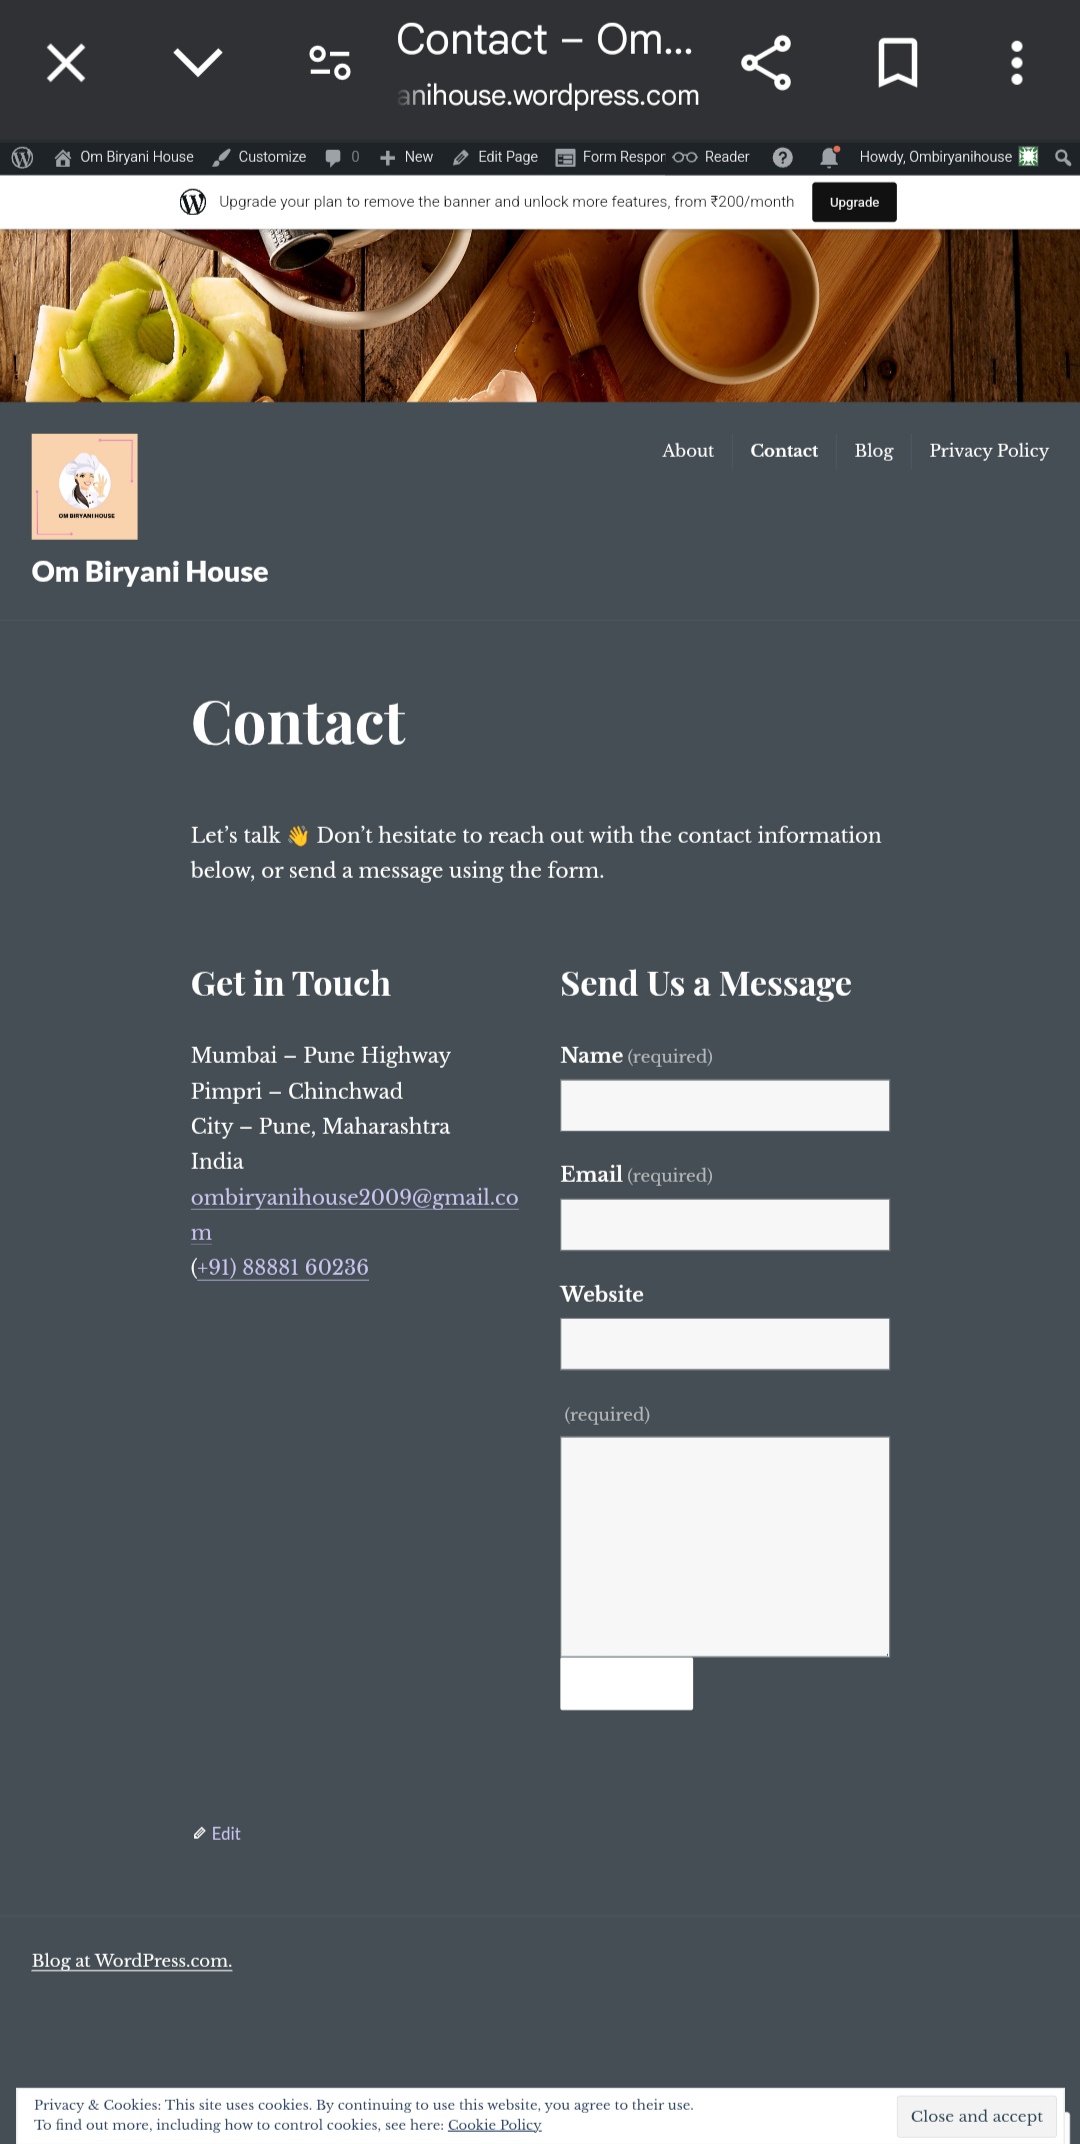 Contact – Om...
anihouse.wordpress.com
Om Biryani House Customize 0 New Edit Page Form Respor Reader Howdy, Ombiryanihouse
Upgrade your plan to remove the banner and unlock more features, from ₹200/month Upgrade
OM BIRYANI HOUSE
About Contact Blog Privacy Policy
Om Biryani House
Contact
Let’s talk 👋 Don’t hesitate to reach out with the contact information
below, or send a message using the form.
Get in Touch
Mumbai – Pune Highway
Pimpri – Chinchwad
City – Pune, Maharashtra
India
ombiryanihouse2009@gmail.co
m
(+91) 88881 60236
Send Us a Message
Name (required)
Email (required)
Website
(required)
Edit
Blog at WordPress.com.
Privacy & Cookies: This site uses cookies. By continuing to use this website, you agree to their use.
To find out more, including how to control cookies, see here: Cookie Policy
Close and accept